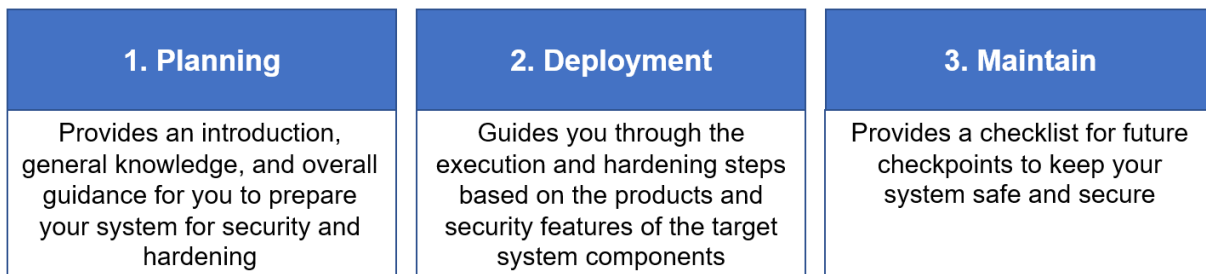 1. Planning
Provides an introduction,
general knowledge, and overall
guidance for you to prepare
your system for security and
hardening
2. Deployment
Guides you through the
execution and hardening steps
based on the products and
security features of the target
system components
3. Maintain
Provides a checklist for future
checkpoints to keep your
system safe and secure